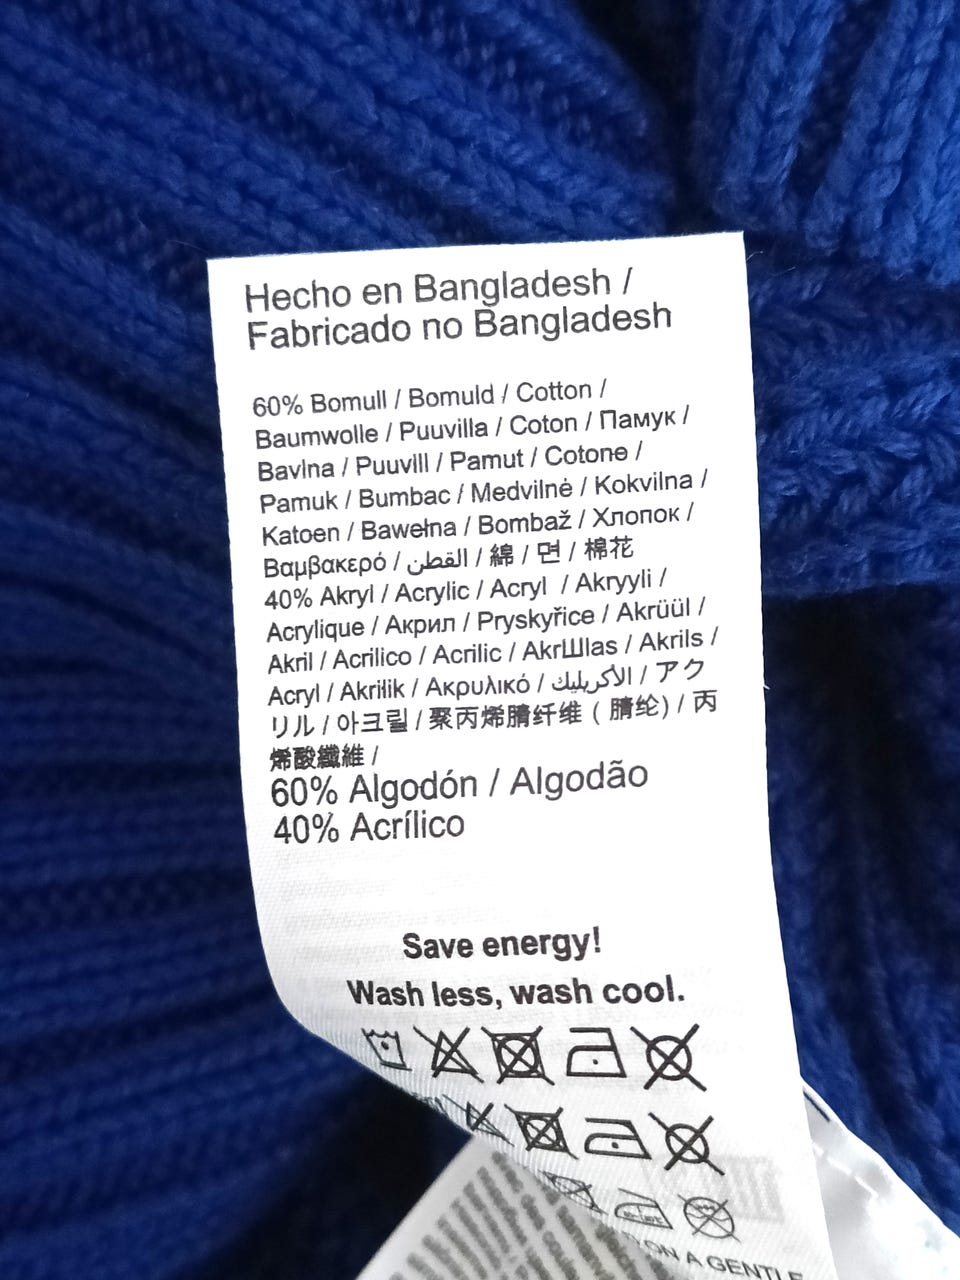 Hecho en Bangladesh /
Fabricado no Bangladesh
60% Bomull / Bomuld / Cotton /
Baumwolle / Puuvilla / Coton / Памук /
Bavlna / Puuvill / Pamut / Cotone /
Pamuk / Bumbac / Medvilnė / Kokvilna /
Katoen / Bawełna / Bombaž / Хлопок /
Βαμβακερό / القطن / 綿 / 면 / 棉花
40% Akryl / Acrylic / Acryl / Akryyli /
Acrylique / Акрил / Pryskyřice / Akrüül /
Akril / Acrilico / Acrilic / AkrШlas / Akrils /
Acryl / Akrilik / Ακρυλικό / الأكريليك / アク
リル / 아크릴 / 聚丙烯腈纤维 ( 腈纶) / 丙
烯酸纖維 /
60% Algodón / Algodão
40% Acrílico
Save energy!
Wash less, wash cool.
ON A GENTLE